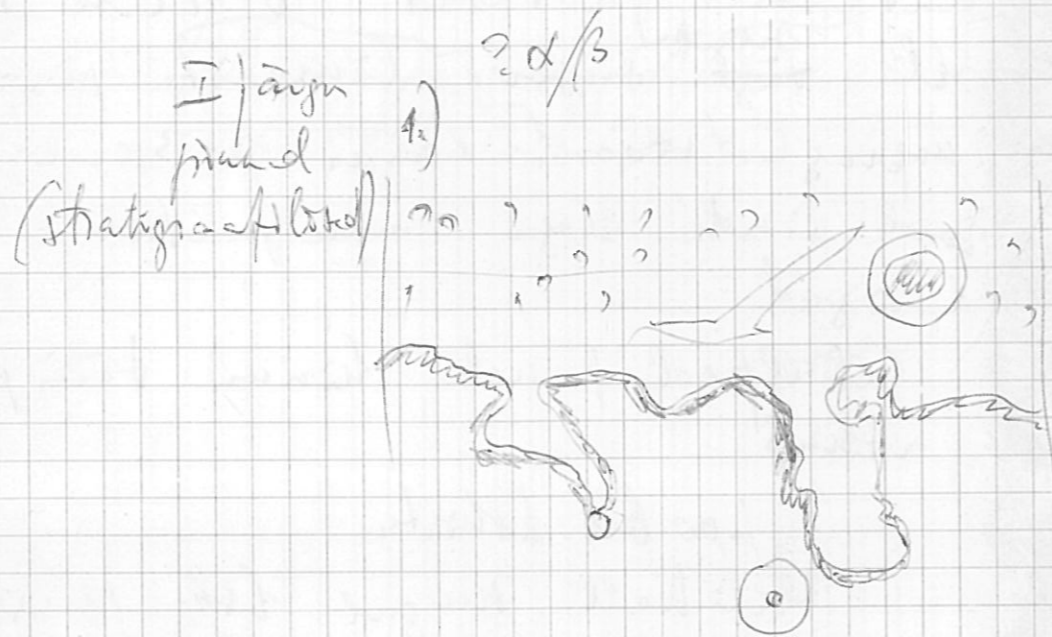 ? α/β
I järgu 1.)
pinnad
(stratigraafilised)